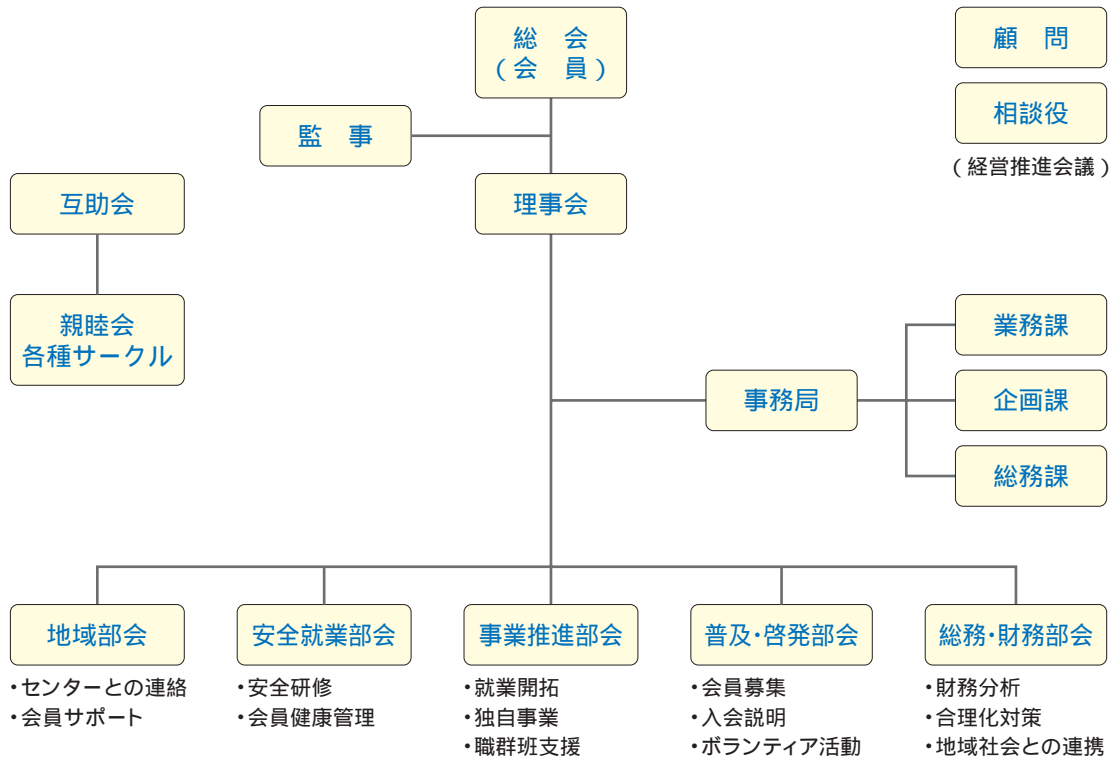 総　会
（会　員）
顧　問
監　事
相談役
（経営推進会議）
互助会
理事会
親睦会
各種サークル
業務課
事務局
企画課
総務課
地域部会
・センターとの連絡
・会員サポート
安全就業部会
・安全研修
・会員健康管理
事業推進部会
・就業開拓
・独自事業
・職群班支援
普及・啓発部会
・会員募集
・入会説明
・ボランティア活動
総務・財務部会
・財務分析
・合理化対策
・地域社会との連携